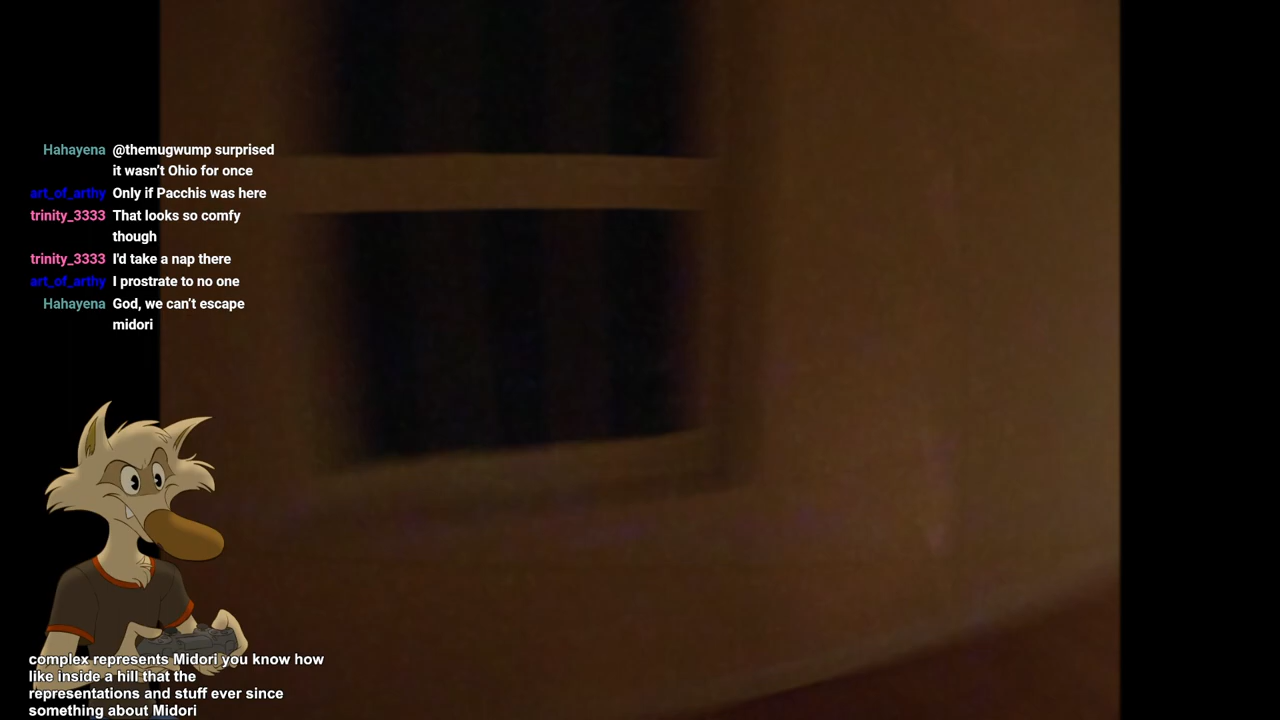 Hahayena @themugwump surprised
it wasn't Ohio for once
art_of_arthy Only if Pacchis was here
trinity_3333 That looks so comfy
though
trinity_3333 I'd take a nap there
art_of_arthy I prostrate to no one
Hahayena God, we can't escape
midori
complex represents Midori you know how
like inside a hill that the
representations and stuff ever since
something about Midori